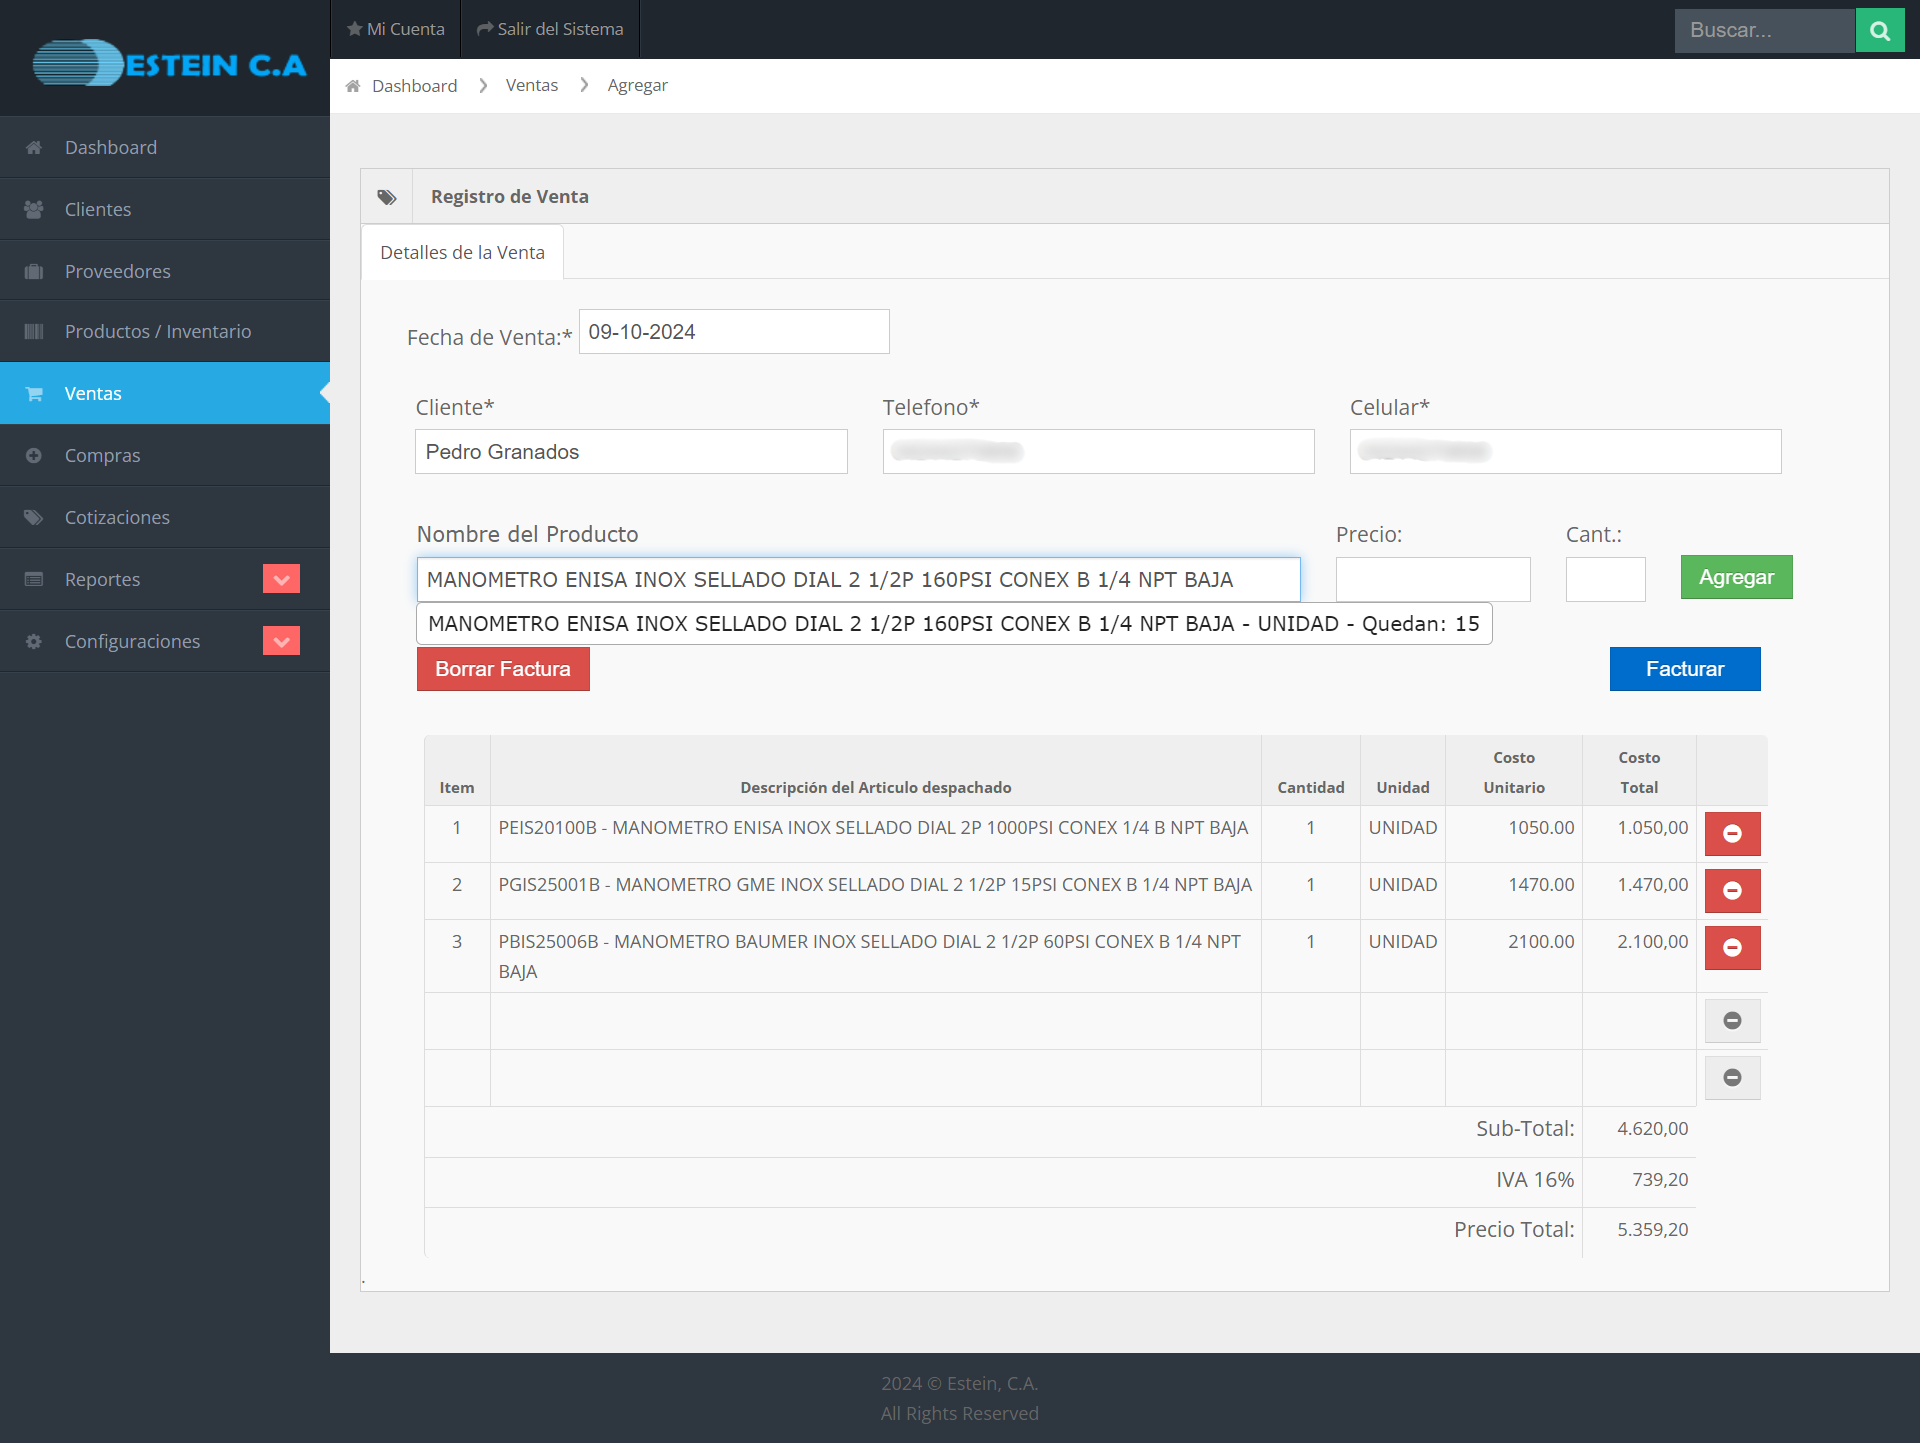 ESTEIN C.A
Mi Cuenta
Salir del Sistema
Buscar...
Dashboard
Ventas
Agregar
Dashboard
Clientes
Proveedores
Productos / Inventario
Ventas
Compras
Cotizaciones
Reportes
Configuraciones
Registro de Venta
Detalles de la Venta
Fecha de Venta:* 09-10-2024
Cliente* Telefono* Celular*
Pedro Granados
Nombre del Producto Precio: Cant.:
MANOMETRO ENISA INOX SELLADO DIAL 2 1/2P 160PSI CONEX B 1/4 NPT BAJA
Agregar
MANOMETRO ENISA INOX SELLADO DIAL 2 1/2P 160PSI CONEX B 1/4 NPT BAJA - UNIDAD - Quedan: 15
Borrar Factura
Facturar
Item Descripción del Articulo despachado Cantidad Unidad Costo Unitario Costo Total
1 PEIS20100B - MANOMETRO ENISA INOX SELLADO DIAL 2P 1000PSI CONEX 1/4 B NPT BAJA 1 UNIDAD 1050.00 1.050,00
2 PGIS25001B - MANOMETRO GME INOX SELLADO DIAL 2 1/2P 15PSI CONEX B 1/4 NPT BAJA 1 UNIDAD 1470.00 1.470,00
3 PBIS25006B - MANOMETRO BAUMER INOX SELLADO DIAL 2 1/2P 60PSI CONEX B 1/4 NPT 1 UNIDAD 2100.00 2.100,00
BAJA
Sub-Total: 4.620,00
IVA 16% 739,20
Precio Total: 5.359,20
.
2024 © Estein, C.A.
All Rights Reserved